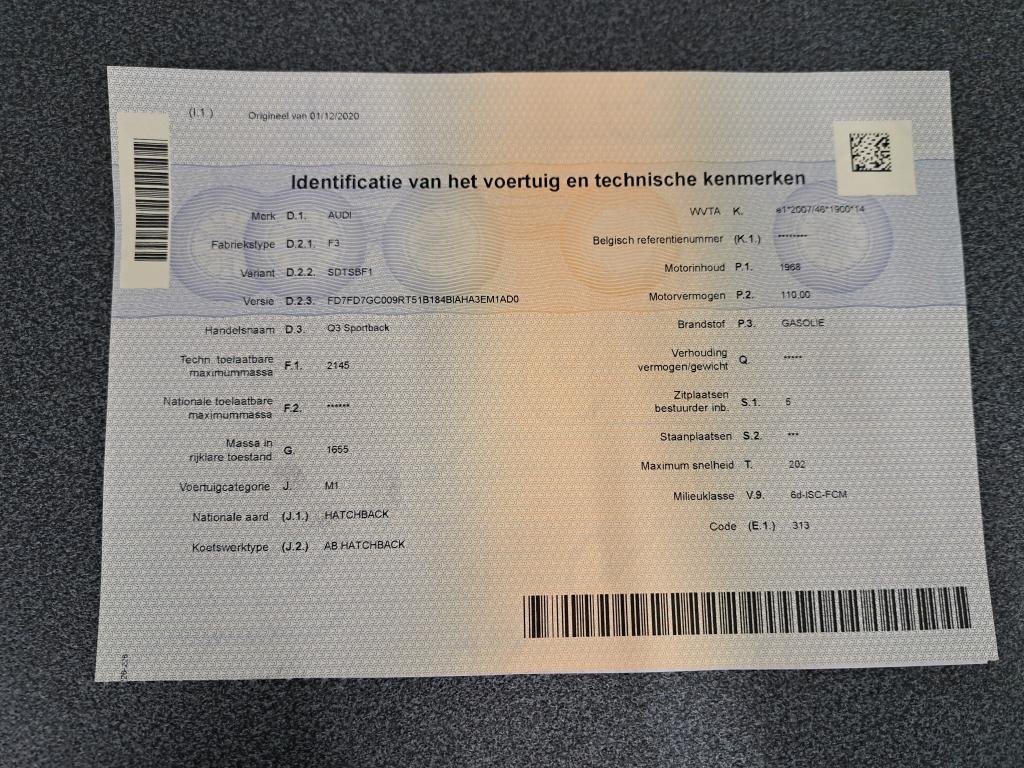 (I.1.) Origineel van 01/12/2020
Identificatie van het voertuig en technische kenmerken
Merk D.1. AUDI
Fabriekstype D.2.1. F3
Variant D.2.2. SDTSBF1
Versie D.2.3. FD7FD7GC009RT51B184BIAHA3EM1AD0
Handelsnaam D.3. Q3 Sportback
Techn. toelaatbare
maximummassa F.1. 2145
Nationale toelaatbare
maximummassa F.2. ******
Massa in
rijklare toestand G. 1655
Voertuigcategorie J. M1
Nationale aard (J.1.) HATCHBACK
Koetswerktype (J.2.) AB HATCHBACK
WVTA K. e1*2007/46*1900*14
Belgisch referentienummer (K.1.) ********
Motorinhoud P.1. 1968
Motorvermogen P.2. 110,00
Brandstof P.3. GASOLIE
Verhouding
vermogen/gewicht Q. *****
Zitplaatsen
bestuurder inb. S.1. 5
Staanplaatsen S.2. ***
Maximum snelheid T. 202
Milieuklasse V.9. 6d-ISC-FCM
Code (E.1.) 313